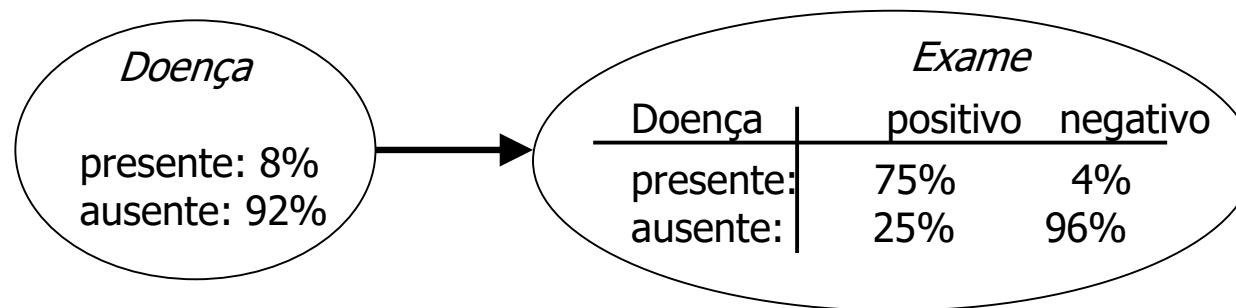 Doença
presente: 8%
ausente: 92%
Exame
Doença positivo negativo
presente: 75% 4%
ausente: 25% 96%